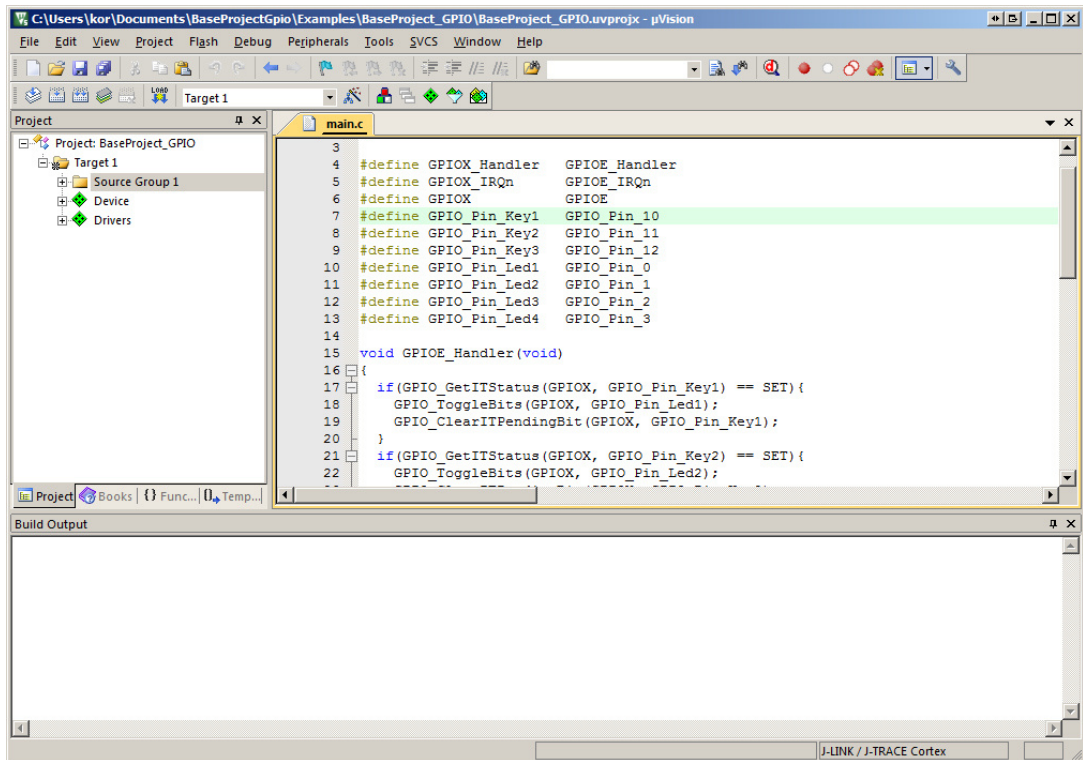 C:\Users\kor\Documents\BaseProjectGpio\Examples\BaseProject_GPIO\BaseProject_GPIO.uvprojx - µVision
File Edit View Project Flash Debug Peripherals Tools SVCS Window Help
LOAD Target 1
Project
Project: BaseProject_GPIO
Target 1
Source Group 1
Device
Drivers
Project Books {} Func... Temp...
main.c
3
4 #define GPIOX_Handler GPIOE_Handler
5 #define GPIOX_IRQn GPIOE_IRQn
6 #define GPIOX GPIOE
7 #define GPIO_Pin_Key1 GPIO_Pin_10
8 #define GPIO_Pin_Key2 GPIO_Pin_11
9 #define GPIO_Pin_Key3 GPIO_Pin_12
10 #define GPIO_Pin_Led1 GPIO_Pin_0
11 #define GPIO_Pin_Led2 GPIO_Pin_1
12 #define GPIO_Pin_Led3 GPIO_Pin_2
13 #define GPIO_Pin_Led4 GPIO_Pin_3
14
15 void GPIOE_Handler(void)
16 {
17 if(GPIO_GetITStatus(GPIOX, GPIO_Pin_Key1) == SET){
18 GPIO_ToggleBits(GPIOX, GPIO_Pin_Led1);
19 GPIO_ClearITPendingBit(GPIOX, GPIO_Pin_Key1);
20 }
21 if(GPIO_GetITStatus(GPIOX, GPIO_Pin_Key2) == SET){
22 GPIO_ToggleBits(GPIOX, GPIO_Pin_Led2);
Build Output
J-LINK / J-TRACE Cortex